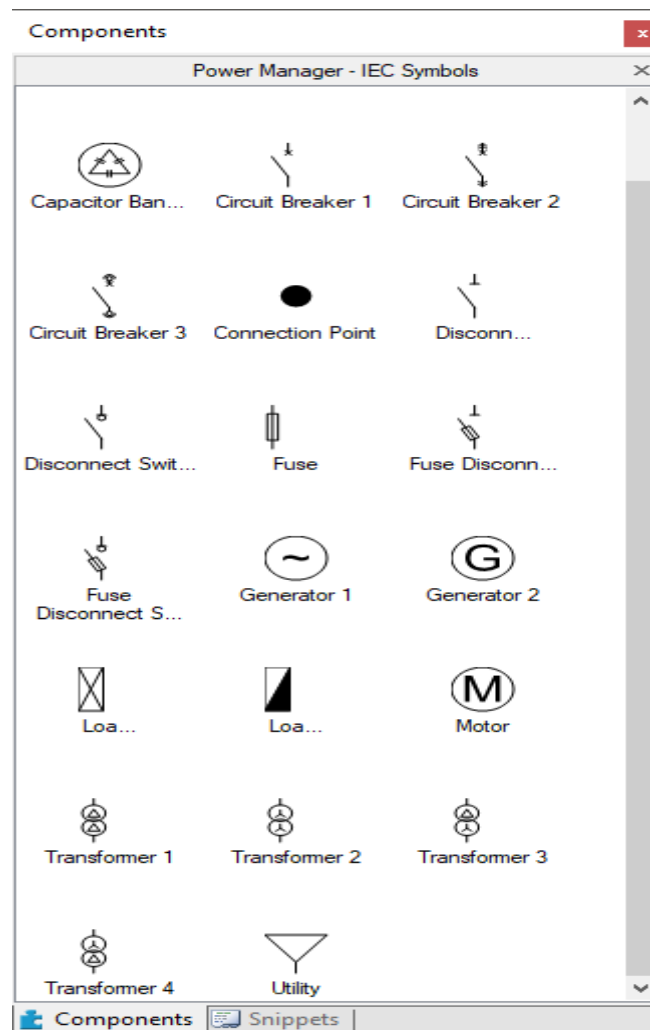 Components
x
Power Manager - IEC Symbols
Capacitor Ban... Circuit Breaker 1 Circuit Breaker 2
Circuit Breaker 3 Connection Point Disconn...
Disconnect Swit... Fuse Fuse Disconn...
Fuse
Disconnect S... Generator 1 Generator 2
G
~
M
Loa... Loa... Motor
Transformer 1 Transformer 2 Transformer 3
Transformer 4 Utility
Components Snippets